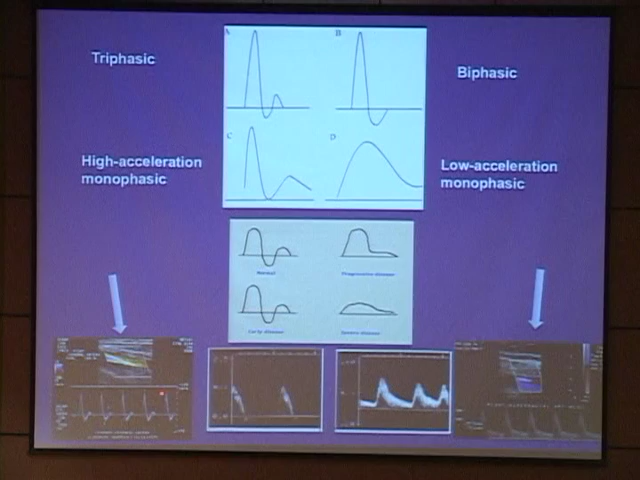 Triphasic
A
B
Biphasic
C
D
High-acceleration
monophasic
Low-acceleration
monophasic
Normal
Progressive disease
Early disease
Severe disease